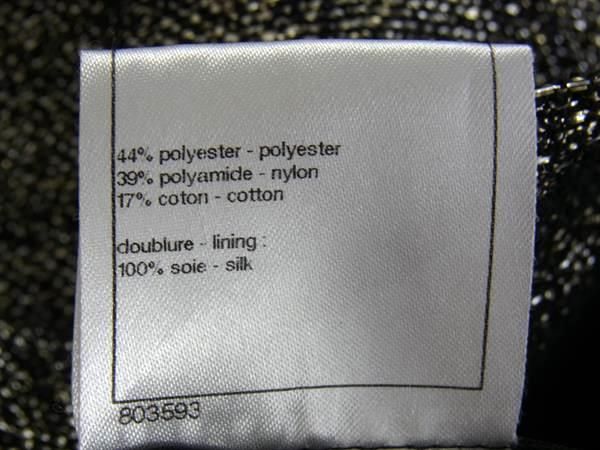 44% polyester - polyester
39% polyamide - nylon
17% coton - cotton
doublure - lining :
100% soie - silk
803593